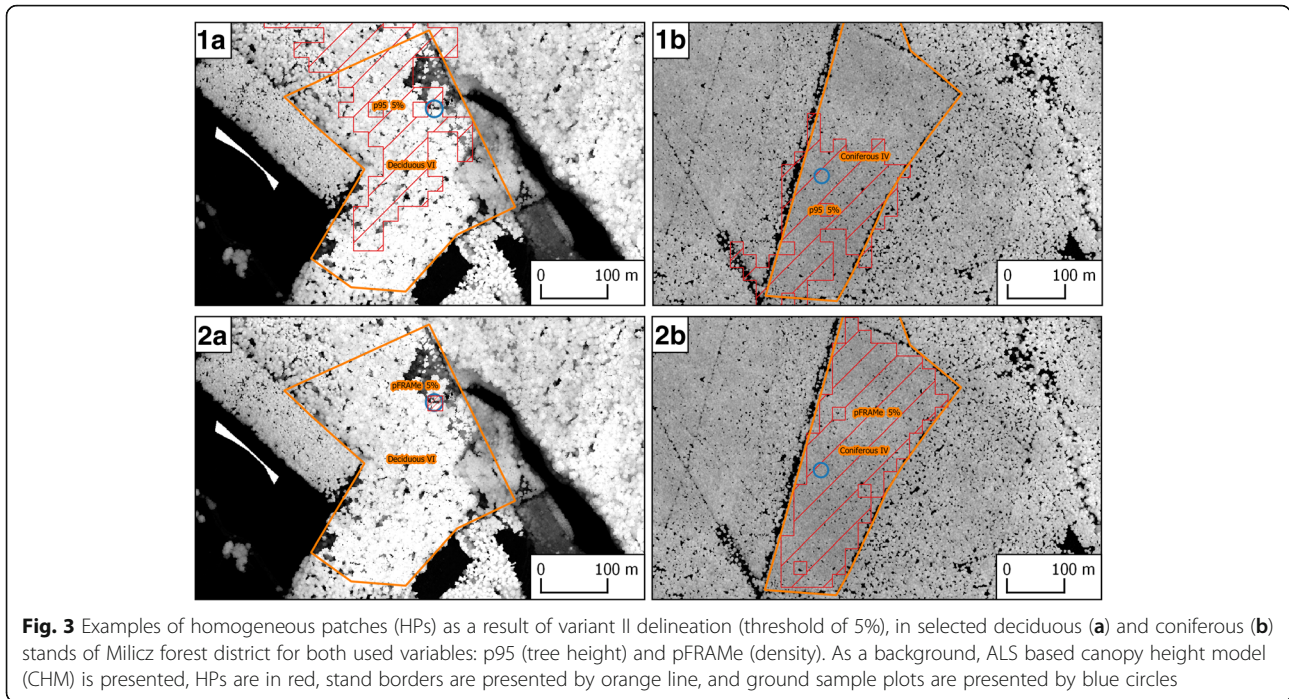 1a
p95 5%
Deciduous VI
0 100 m
1b
Coniferous IV
p95 5%
0 100 m
2a
pFRAMe 5%
Deciduous VI
0 100 m
2b
pFRAMe 5%
Coniferous IV
0 100 m
Fig. 3 Examples of homogeneous patches (HPs) as a result of variant II delineation (threshold of 5%), in selected deciduous (a) and coniferous (b)
stands of Milicz forest district for both used variables: p95 (tree height) and pFRAMe (density). As a background, ALS based canopy height model
(CHM) is presented, HPs are in red, stand borders are presented by orange line, and ground sample plots are presented by blue circles